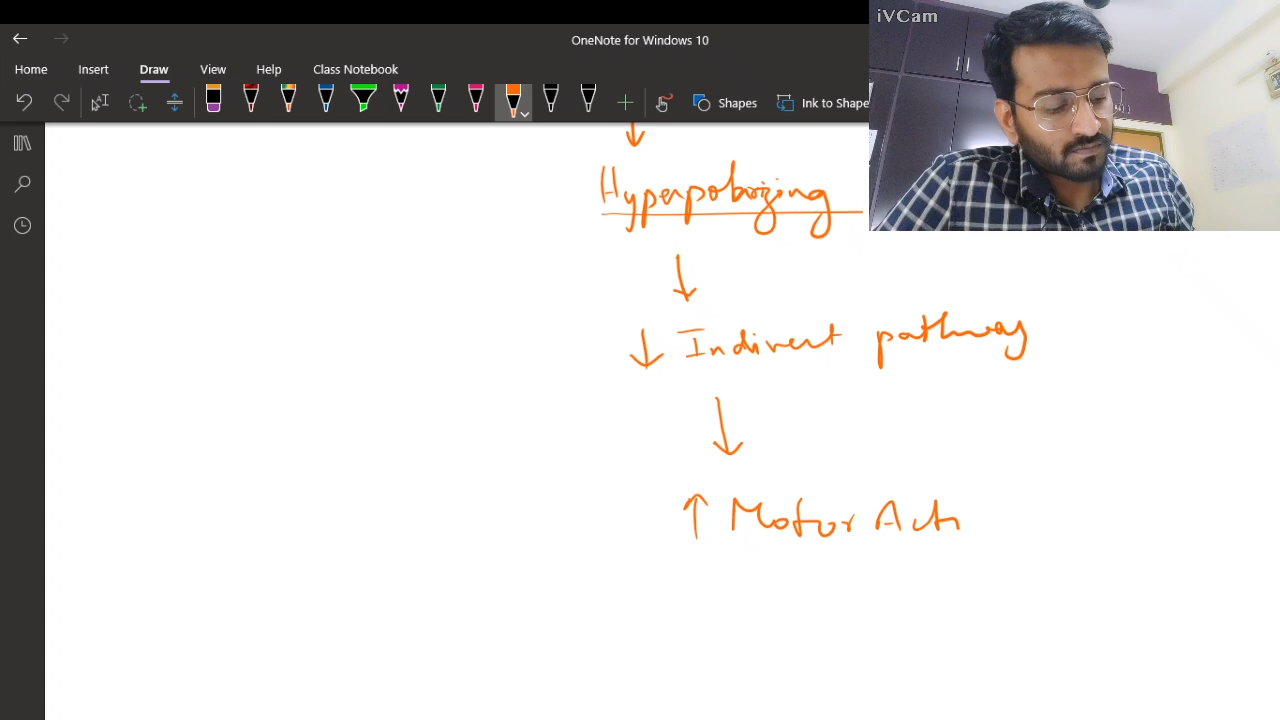 iVCam
OneNote for Windows 10
Home Insert Draw View Help Class Notebook
Shapes Ink to Shape
↓
Hyperpolarizing
↓
↓ Indirect pathway
↓
↑ Motor Acti